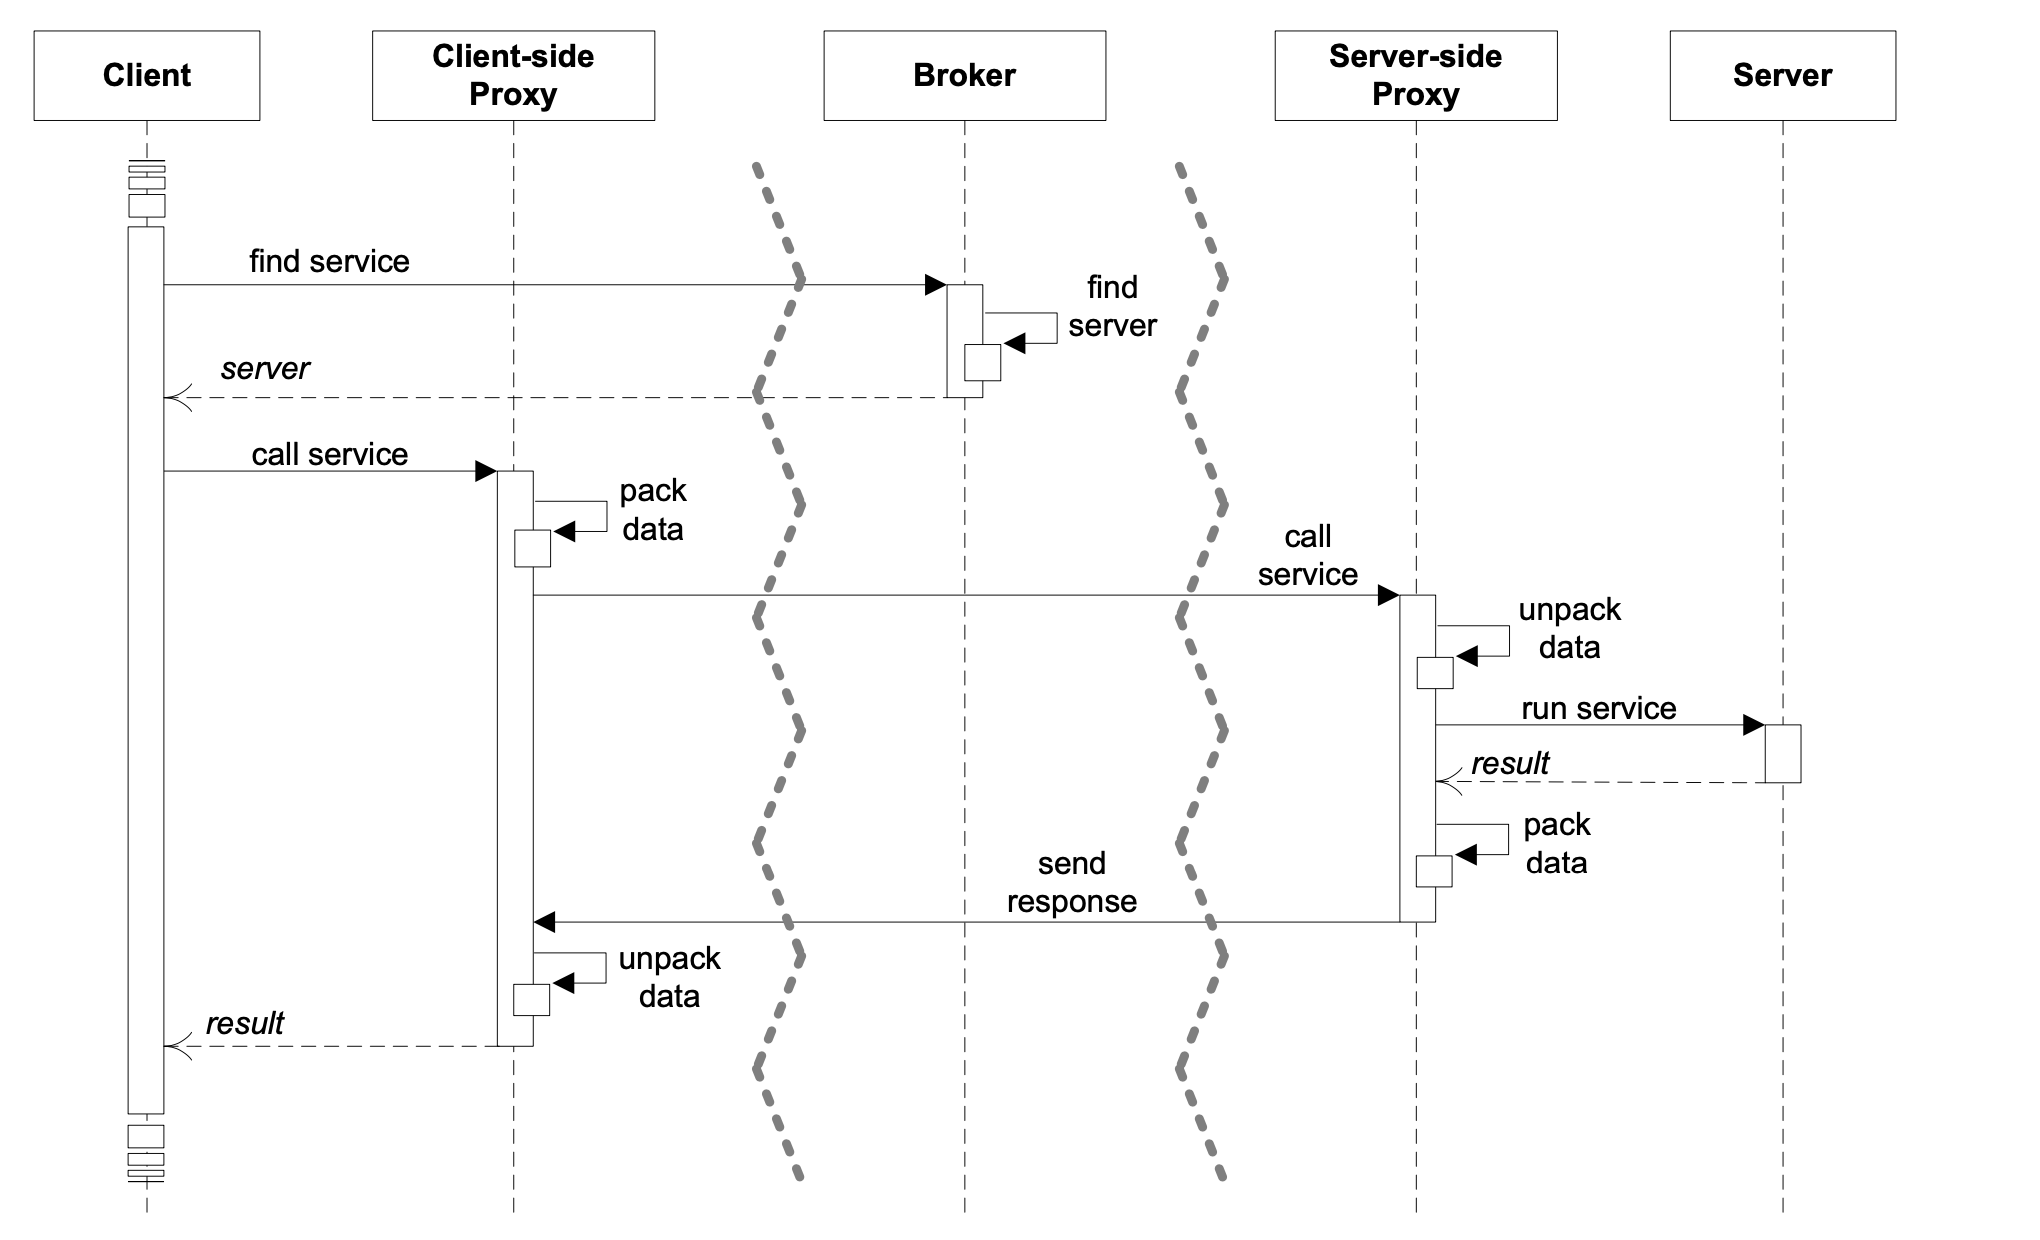 Client
Client-side
Proxy
Broker
Server-side
Proxy
Server
find service
find
server
server
call service
pack
data
call
service
unpack
data
run service
result
pack
data
send
response
unpack
data
result